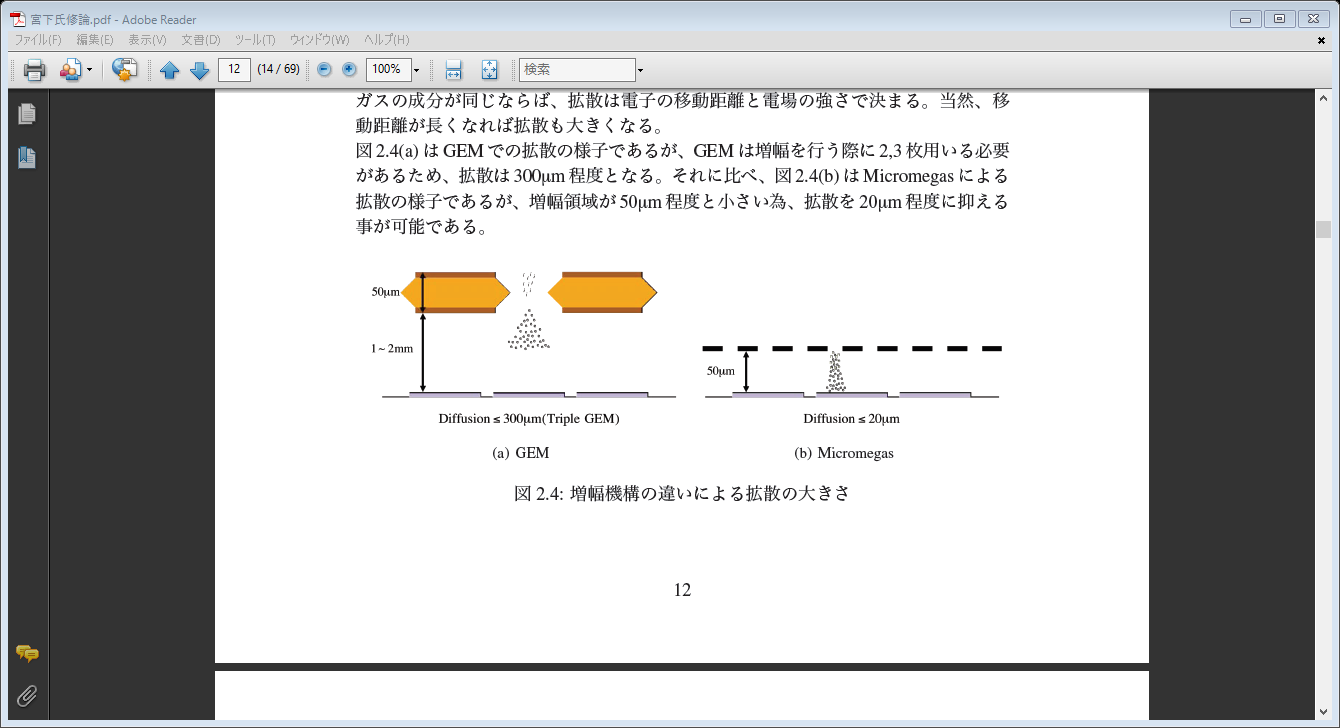 宮下氏修論.pdf - Adobe Reader
ファイル(F) 編集(E) 表示(V) 文書(D) ツール(T) ウィンドウ(W) ヘルプ(H)
12 (14 / 69) 100% 検索
ガスの成分が同じならば、拡散は電子の移動距離と電場の強さで決まる。当然、移
動距離が長くなれば拡散も大きくなる。
図 2.4(a) は GEM での拡散の様子であるが、GEM は増幅を行う際に 2,3 枚用いる必要
があるため、拡散は 300μm 程度となる。それに比べ、図 2.4(b) は Micromegas による
拡散の様子であるが、増幅領域が 50μm 程度と小さい為、拡散を 20μm 程度に抑える
事が可能である。
50μm
1~2mm
50μm
Diffusion ≤ 300μm(Triple GEM)
Diffusion ≤ 20μm
(a) GEM
(b) Micromegas
図 2.4: 増幅機構の違いによる拡散の大きさ
12